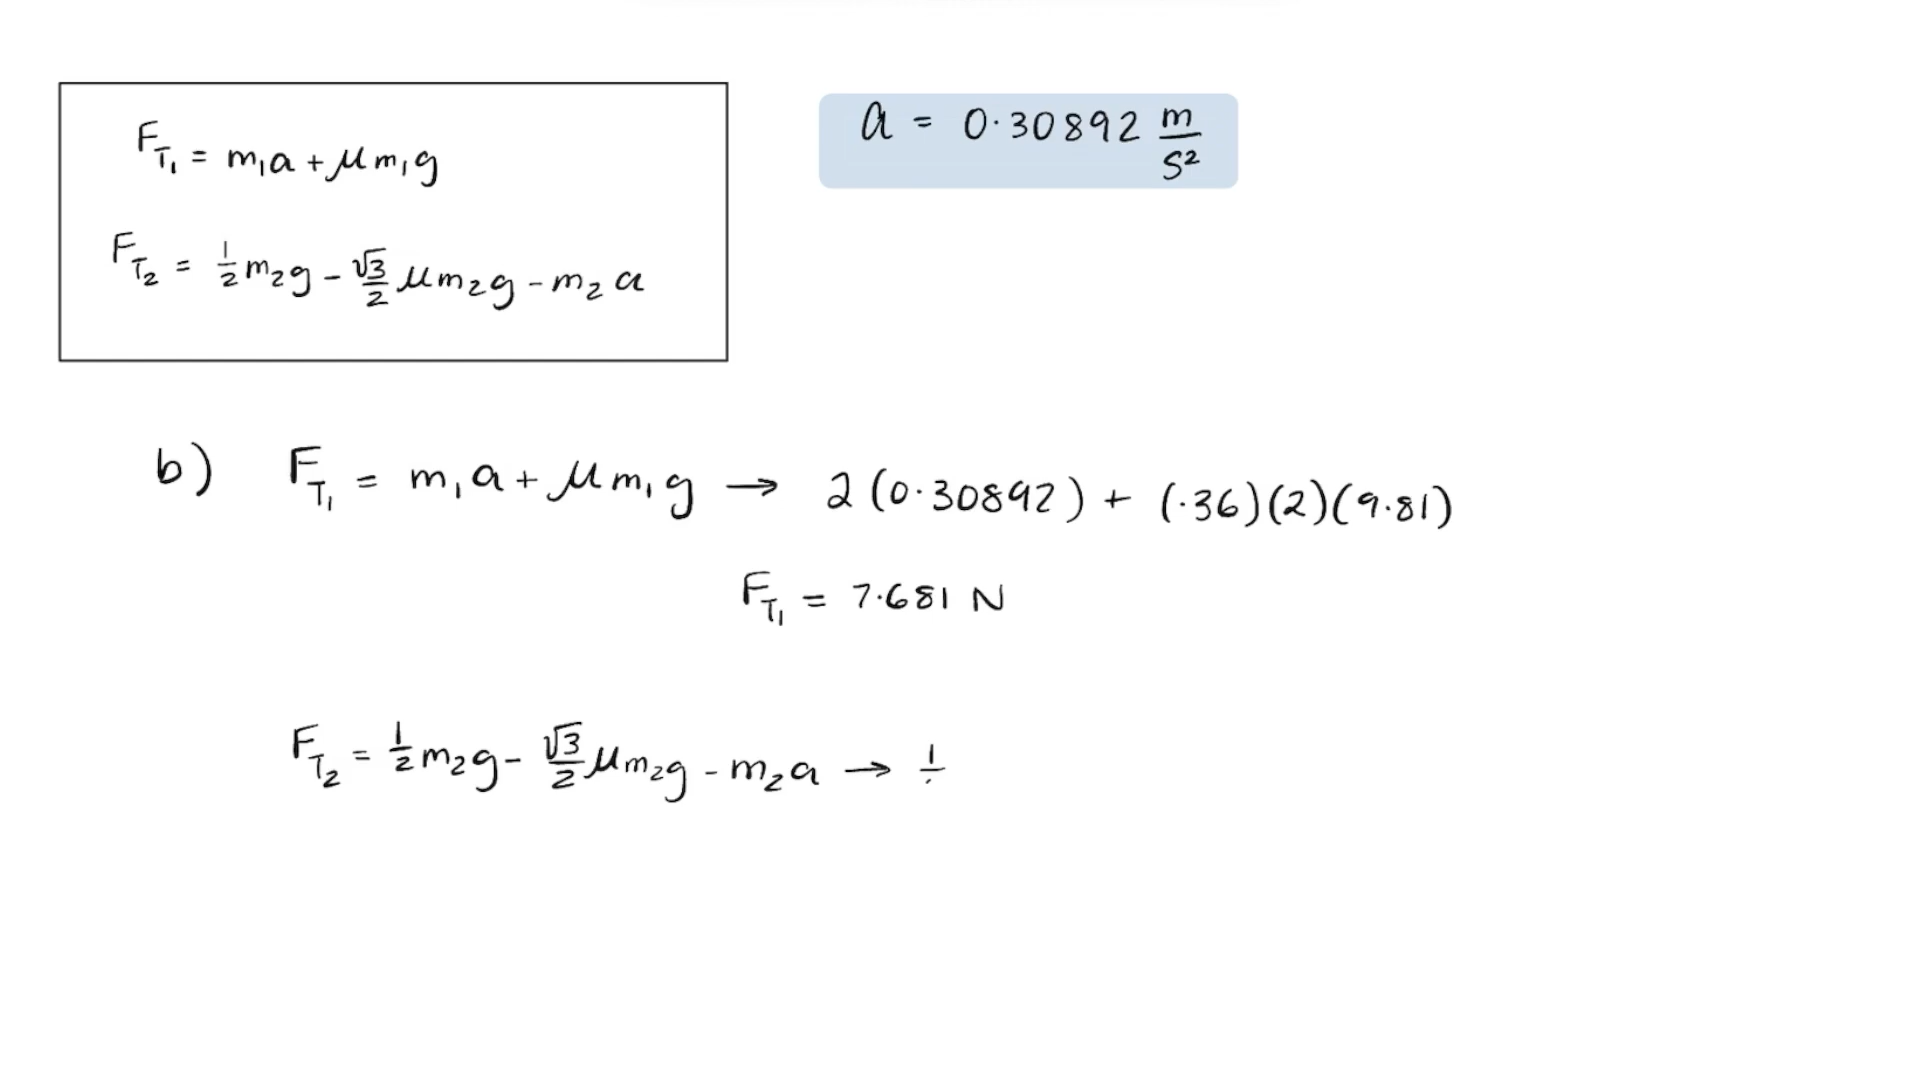 F_T₁ = m₁a + μm₁g
F_T₂ = ½m₂g - √3/2 μm₂g - m₂a
a = 0.30892 m/s²
b) F_T₁ = m₁a + μm₁g → 2(0.30892) + (.36)(2)(9.81)
F_T₁ = 7.681 N
F_T₂ = ½m₂g - √3/2 μm₂g - m₂a → 1/